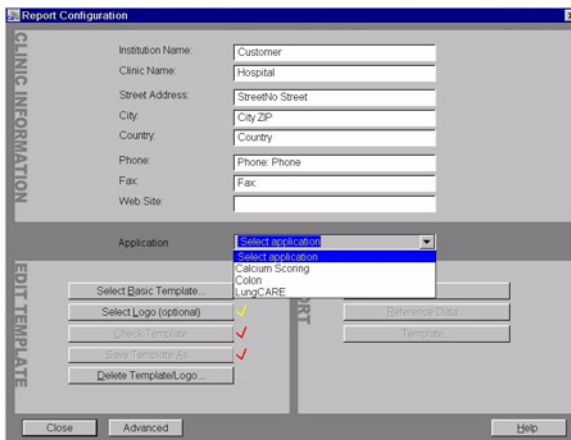 Report Configuration
CLINIC INFORMATION
Institution Name: Customer
Clinic Name: Hospital
Street Address: StreetNo Street
City: City ZIP
Country: Country
Phone: Phone: Phone
Fax: Fax:
Web Site:
Application Select application
Select application
Calcium Scoring
Colon
LungCARE
EDIT TEMPLATE
Select Basic Template...
Select Logo (optional)
Check Template
Save Template As...
Delete Template/Logo...
Reference Data...
Template...
Close Advanced Help